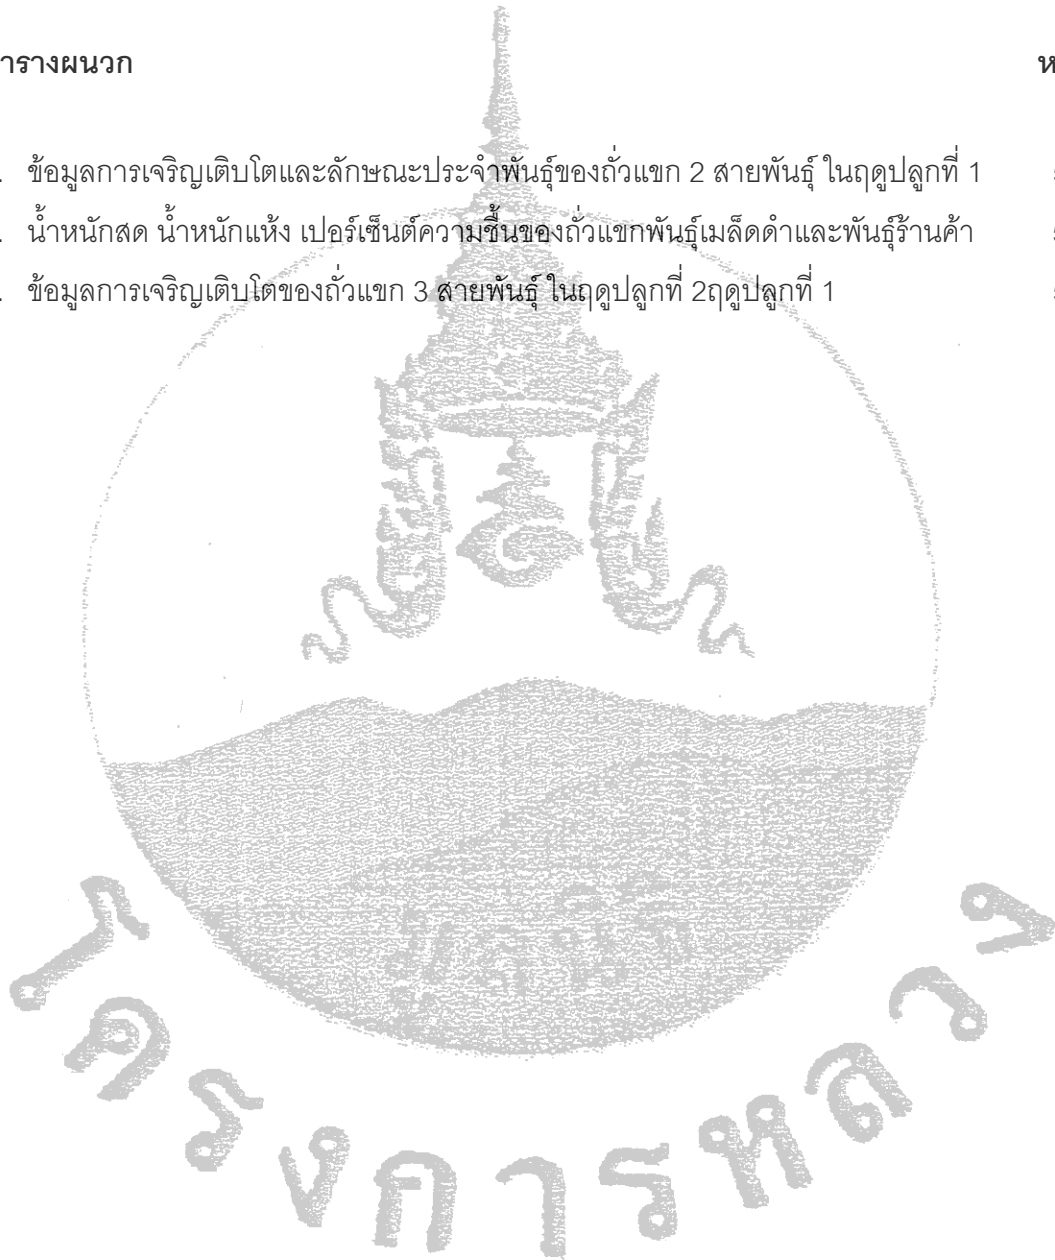 ารางผนวก ห
. ข้อมูลการเจริญเติบโตและลักษณะประจำพันธุ์ของถั่วแขก 2 สายพันธุ์ ในฤดูปลูกที่ 1
. น้ำหนักสด น้ำหนักแห้ง เปอร์เซ็นต์ความชื้นของถั่วแขกพันธุ์เมล็ดดำและพันธุ์ร้านค้า
. ข้อมูลการเจริญเติบโตของถั่วแขก 3 สายพันธุ์ ในฤดูปลูกที่ 2ฤดูปลูกที่ 1
มูลนิธิ
โครงการหลวง